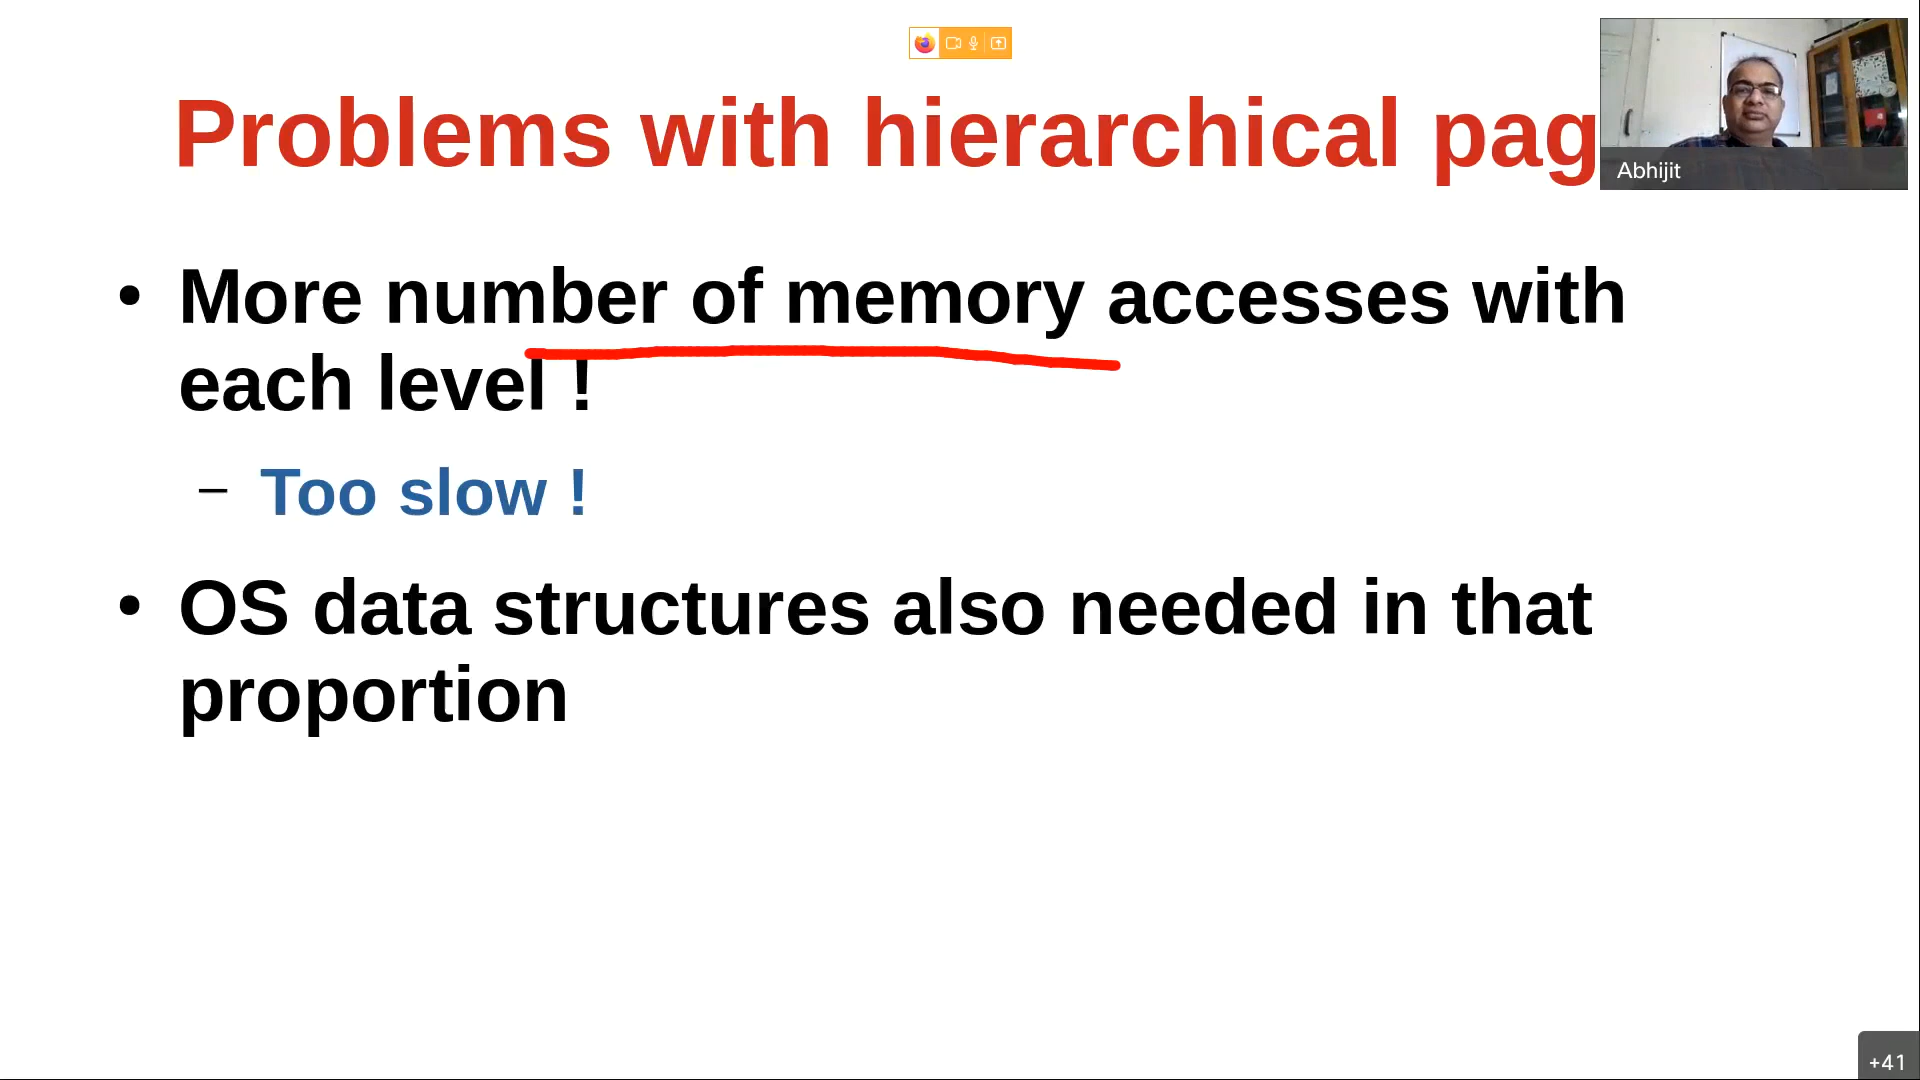 Problems with hierarchical pag
Abhijit
• More number of memory accesses with
each level !
– Too slow !
• OS data structures also needed in that
proportion
+41